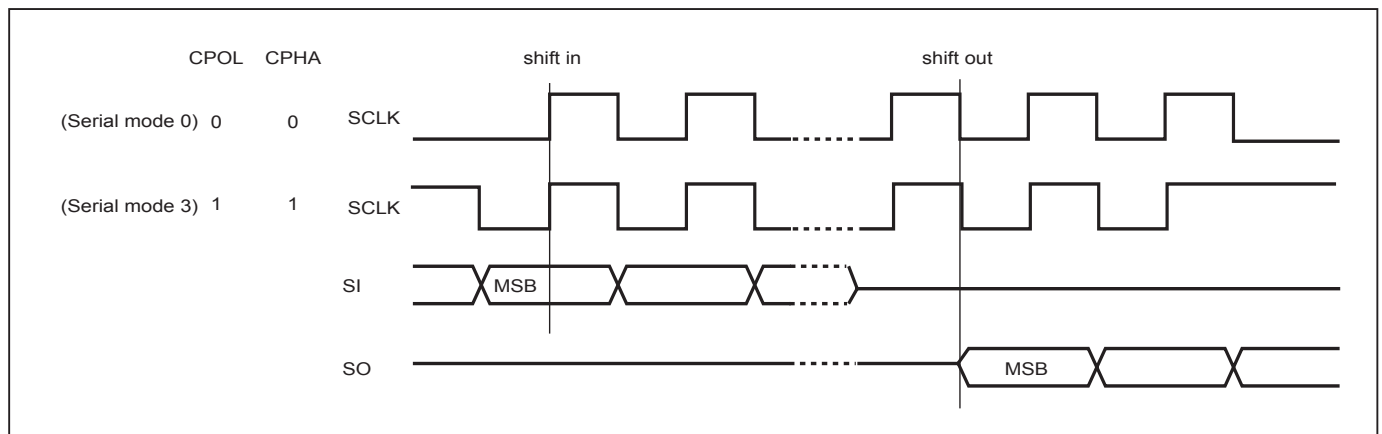 CPOL CPHA shift in shift out
(Serial mode 0) 0 0 SCLK
(Serial mode 3) 1 1 SCLK
SI MSB
SO MSB